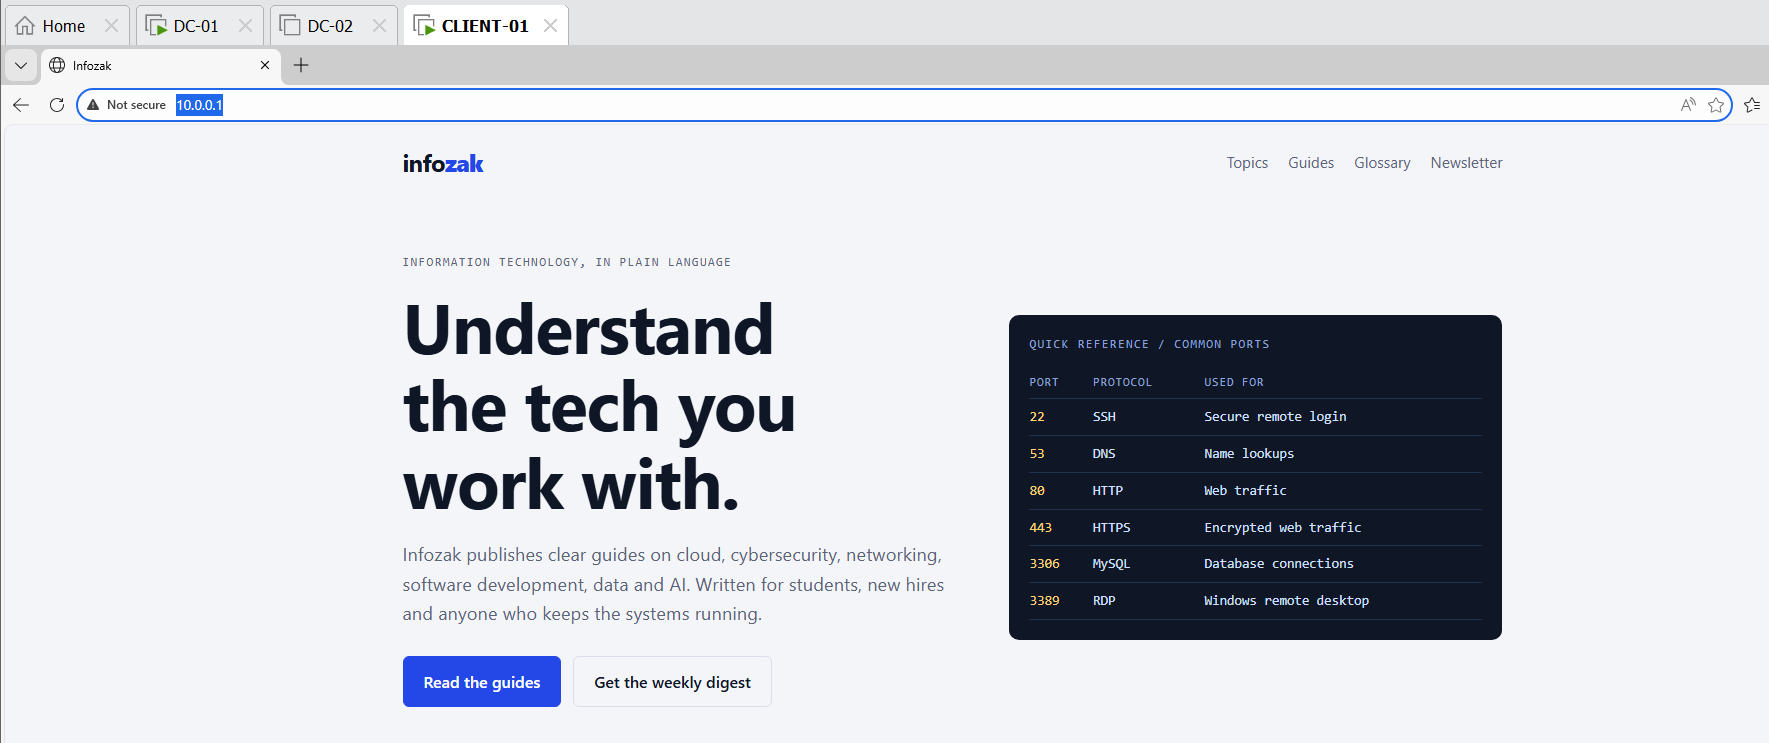 Home
DC-01
DC-02
CLIENT-01
Infozak
Not secure 10.0.0.1
infozak
Topics Guides Glossary Newsletter
INFORMATION TECHNOLOGY, IN PLAIN LANGUAGE
Understand
the tech you
work with.
Infozak publishes clear guides on cloud, cybersecurity, networking,
software development, data and AI. Written for students, new hires
and anyone who keeps the systems running.
Read the guides
Get the weekly digest
QUICK REFERENCE / COMMON PORTS
PORT PROTOCOL USED FOR
22 SSH Secure remote login
53 DNS Name lookups
80 HTTP Web traffic
443 HTTPS Encrypted web traffic
3306 MySQL Database connections
3389 RDP Windows remote desktop